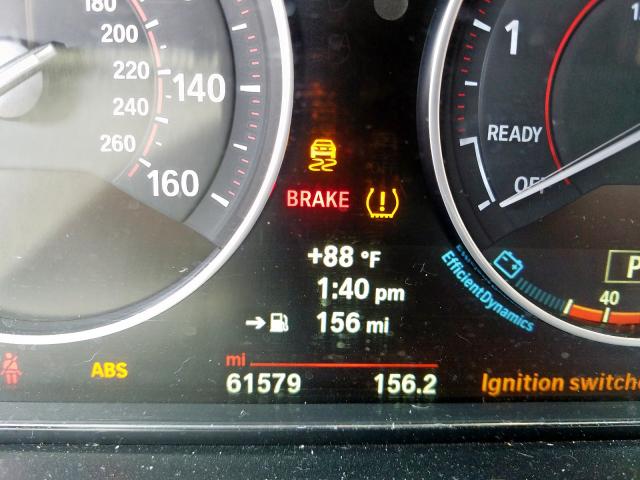 180
200
220
240
260
140
160
BRAKE
!
+88 °F
1:40 pm
156 mi
mi
61579 156.2
ABS
1
READY
OFF
EfficientDynamics
40
P
Ignition switche